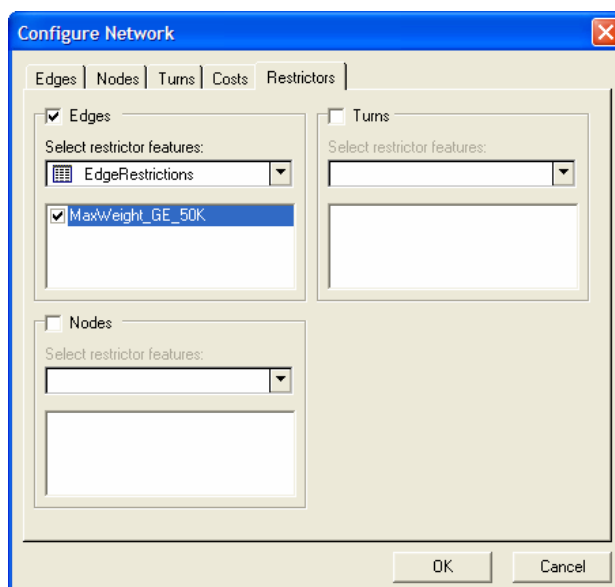 Configure Network
Edges Nodes Turns Costs Restrictors
Edges
Select restrictor features:
EdgeRestrictions
MaxWeight_GE_50K
Turns
Select restrictor features:
Nodes
Select restrictor features:
OK Cancel